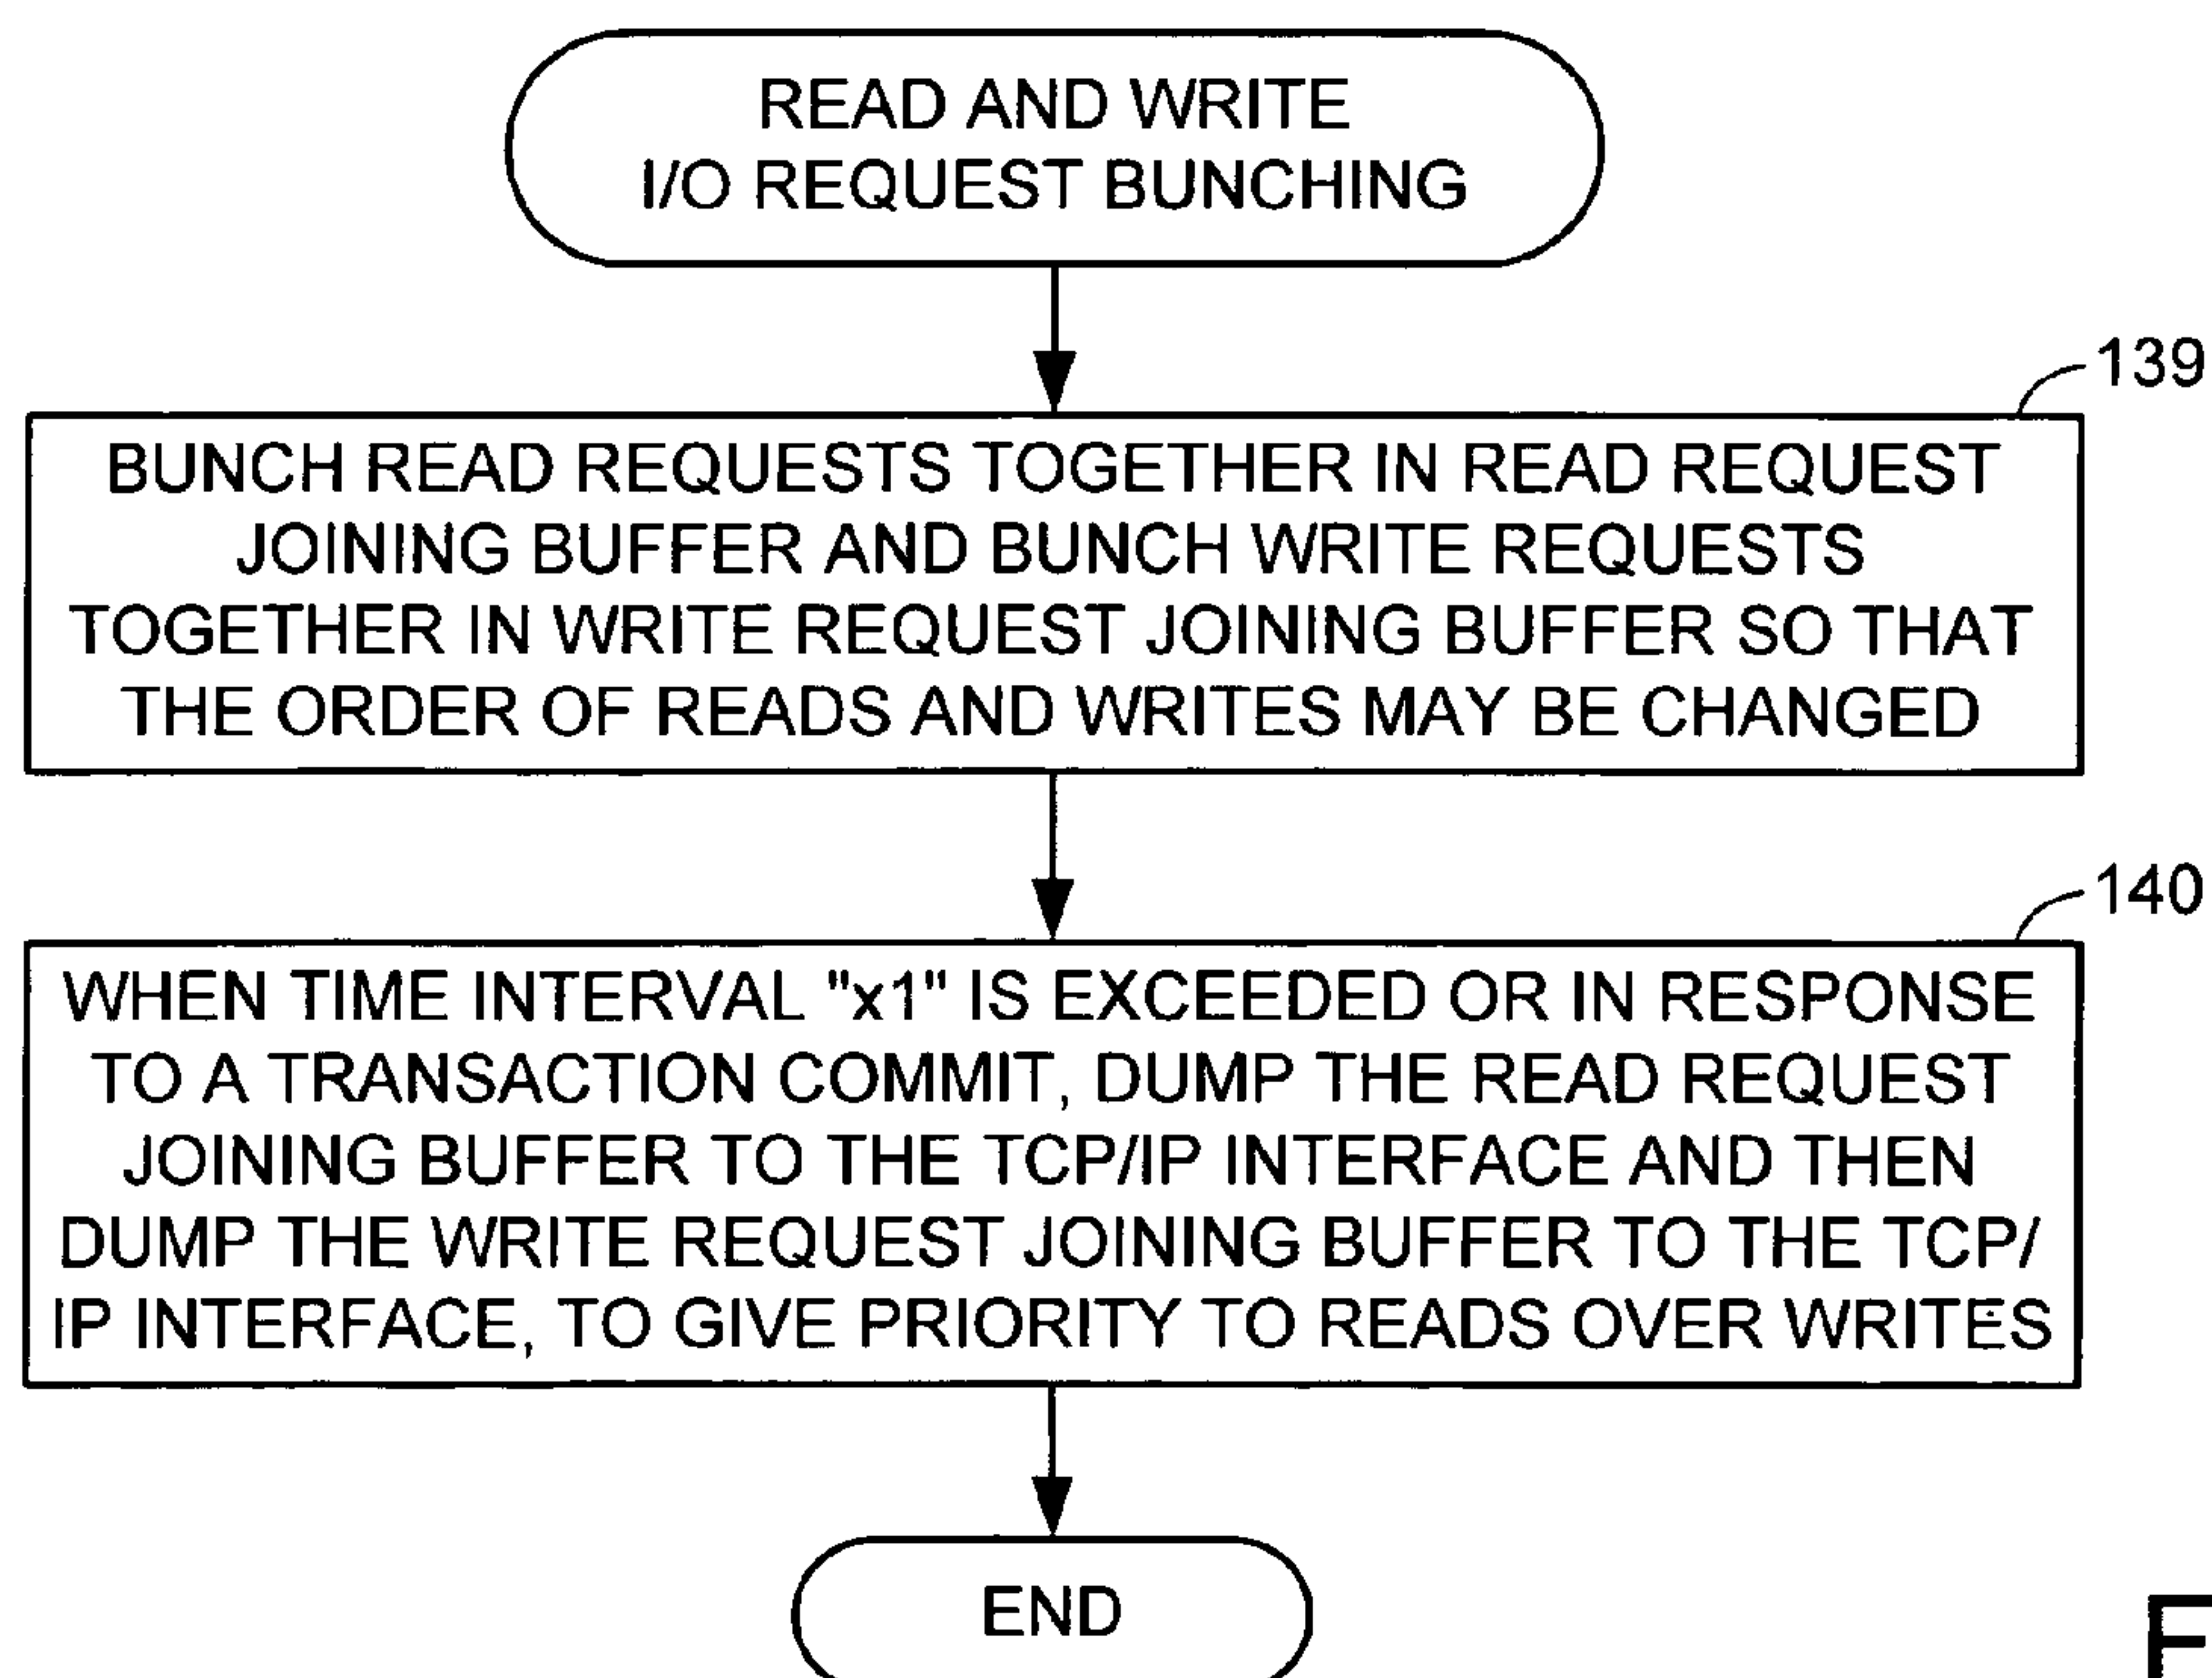 READ AND WRITE
I/O REQUEST BUNCHING
139
BUNCH READ REQUESTS TOGETHER IN READ REQUEST
JOINING BUFFER AND BUNCH WRITE REQUESTS
TOGETHER IN WRITE REQUEST JOINING BUFFER SO THAT
THE ORDER OF READS AND WRITES MAY BE CHANGED
140
WHEN TIME INTERVAL "x1" IS EXCEEDED OR IN RESPONSE
TO A TRANSACTION COMMIT, DUMP THE READ REQUEST
JOINING BUFFER TO THE TCP/IP INTERFACE AND THEN
DUMP THE WRITE REQUEST JOINING BUFFER TO THE TCP/
IP INTERFACE, TO GIVE PRIORITY TO READS OVER WRITES
END